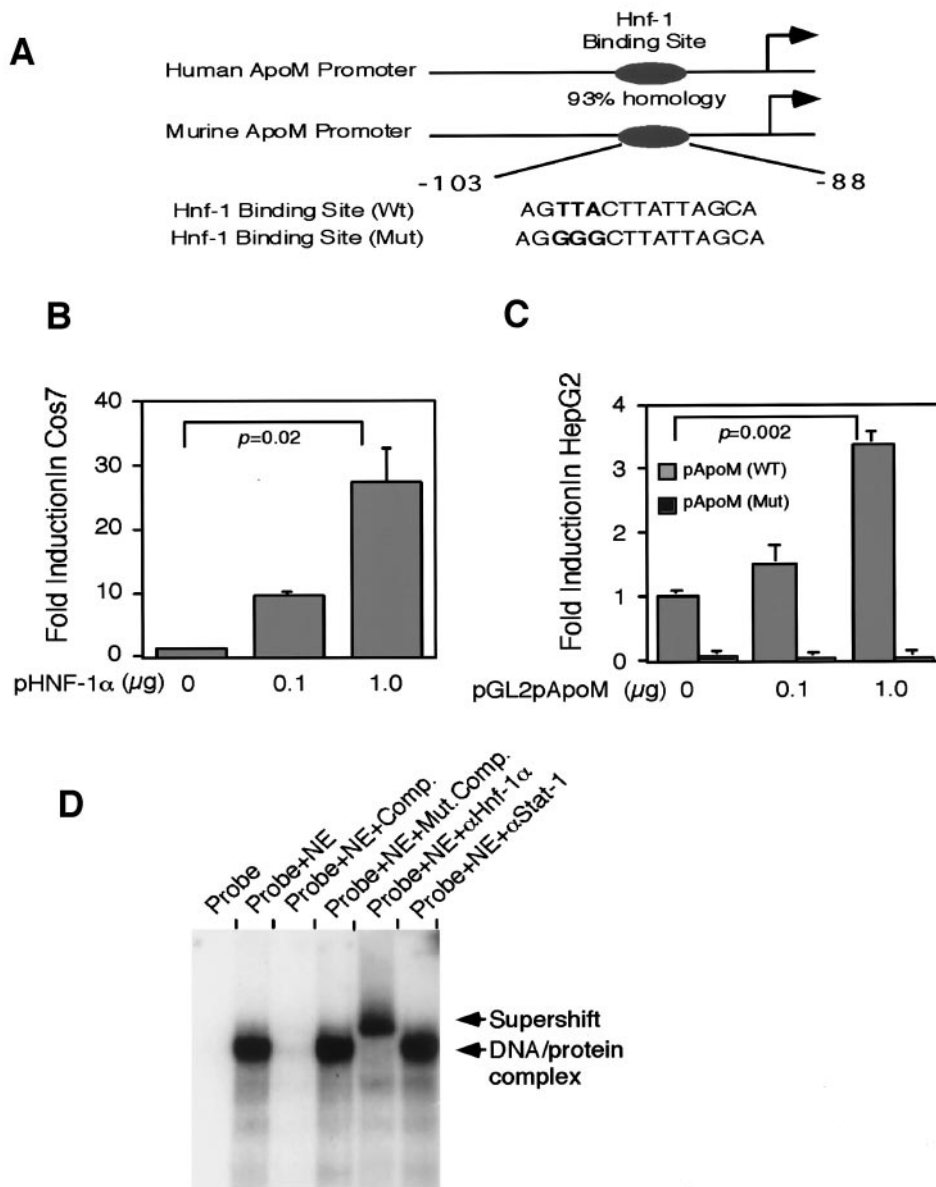 A
Hnf-1
Binding Site
Human ApoM Promoter
93% homology
Murine ApoM Promoter
-103
-88
Hnf-1 Binding Site (Wt)
AGTTACTTATTAGCA
Hnf-1 Binding Site (Mut)
AGGGGCTTATTAGCA
B
Fold InductionIn Cos7
40
30
20
10
0
p=0.02
pHNF-1α (µg)
0
0.1
1.0
C
Fold InductionIn HepG2
4
3
2
1
0
p=0.002
pApoM (WT)
pApoM (Mut)
pGL2pApoM (µg)
0
0.1
1.0
D
Probe
Probe+NE
Probe+NE+Comp.
Probe+NE+Mut.Comp.
Probe+NE+αHnf-1α
Probe+NE+αStat-1
Supershift
DNA/protein
complex